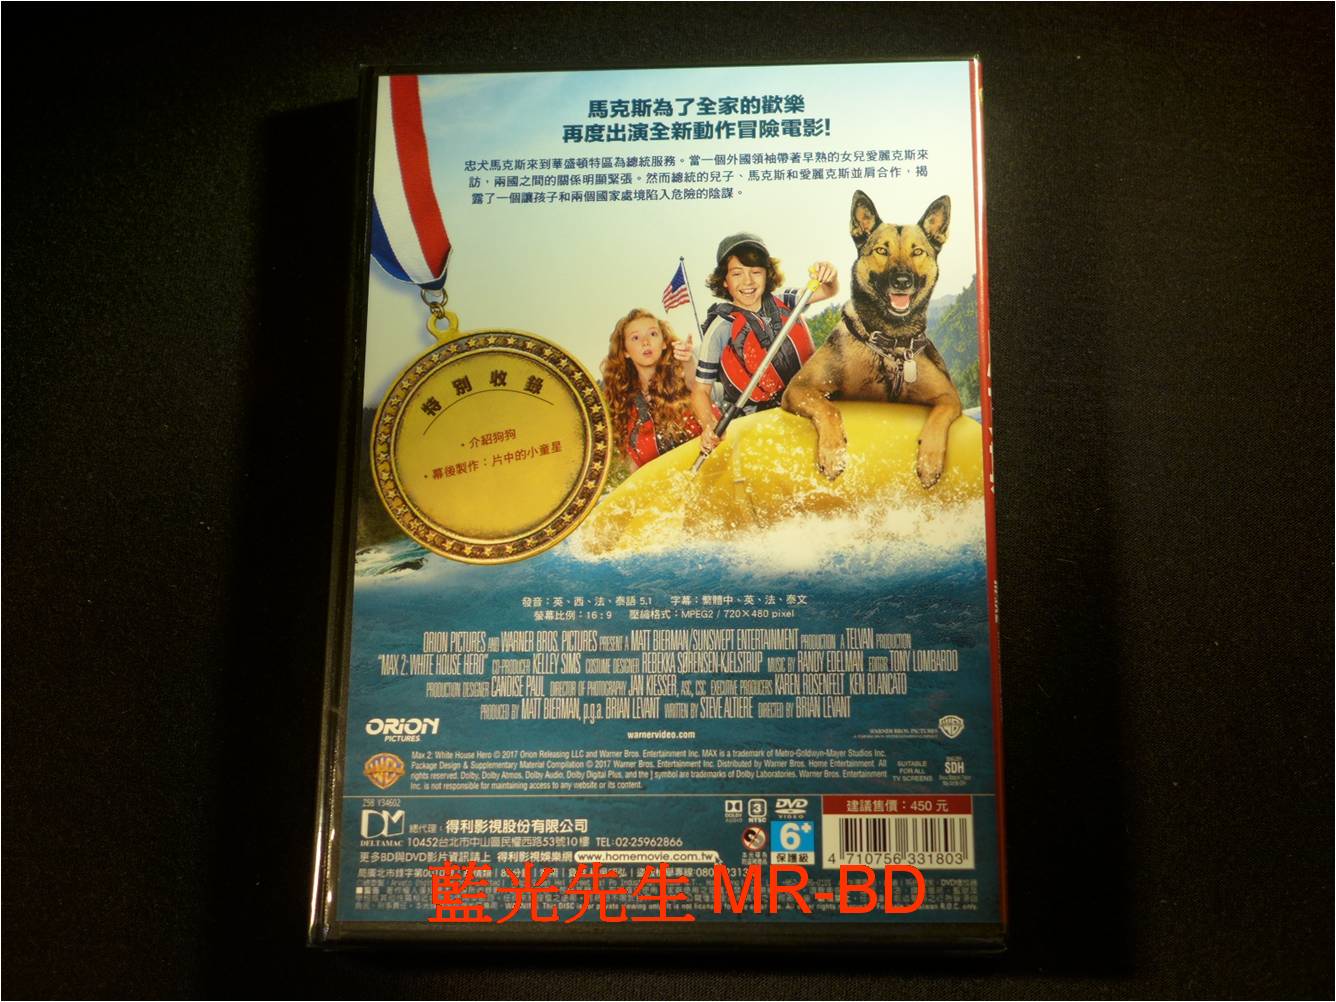 馬克斯為了全家的歡樂
再度出演全新動作冒險電影!
忠犬馬克斯來到華盛頓特區為總統服務。當一個外國領袖帶著早熟的女兒愛麗克斯來
訪，兩國之間的關係明顯緊張。然而總統的兒子、馬克斯和愛麗克斯並肩合作，揭
露了一個讓孩子和兩個國家處境陷入危險的陰謀。
特別收錄
・介紹狗狗
・幕後製作：片中的小童星
發音：英、西、法、泰語 5.1 字幕：繁體中、英、法、泰文
螢幕比例：16：9 壓縮格式：MPEG2 / 720×480 pixel
ORION PICTURES AND WARNER BROS. PICTURES PRESENT A MATT BIERMAN/SUNSWEPT ENTERTAINMENT PRODUCTION A TELVAN PRODUCTION
"MAX 2: WHITE HOUSE HERO" CO-PRODUCER KELLEY SIMS COSTUME DESIGNER REBEKKA SØRENSEN-KJELSTRUP MUSIC BY RANDY EDELMAN EDITOR TONY LOMBARDO
PRODUCTION DESIGNER CANDISE PAUL DIRECTOR OF PHOTOGRAPHY JAN KIESSER, ASC, CSC EXECUTIVE PRODUCERS KAREN ROSENFELT KEN BLANCATO
PRODUCED BY MATT BIERMAN, p.g.a. BRIAN LEVANT WRITTEN BY STEVE ALTIERE DIRECTED BY BRIAN LEVANT
ORION
PICTURES
warnervideo.com
WARNER BROS. PICTURES
Max 2: White House Hero © 2017 Orion Releasing LLC and Warner Bros. Entertainment Inc. MAX is a trademark of Metro-Goldwyn-Mayer Studios Inc.
Package Design & Supplementary Material Compilation © 2017 Warner Bros. Entertainment Inc. Distributed by Warner Bros. Home Entertainment. All
rights reserved. Dolby, Dolby Atmos, Dolby Audio, Dolby Digital Plus, and the ] symbol are trademarks of Dolby Laboratories. Warner Bros. Entertainment
Inc. is not responsible for maintaining access to any website or its content.
SUITABLE
FOR ALL
TV SCREENS
SDH
Z5B Y34602
DELTAMAC
總代理：得利影視股份有限公司
10452台北市中山區民權西路53號10樓 TEL：02-25962866
更多BD與DVD影片資訊請上 得利影視娛樂網 www.homemovie.com.tw
DOLBY
AUDIO
3
NTSC
DVD
VIDEO
6+
保護級
建議售價：450 元
4 710756 331803
藍光先生 MR-BD